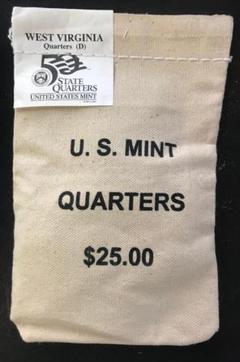 WEST VIRGINIA
Quarters (D)
50
STATE
QUARTERS
UNITED STATES MINT
U. S. MINT
QUARTERS
$25.00